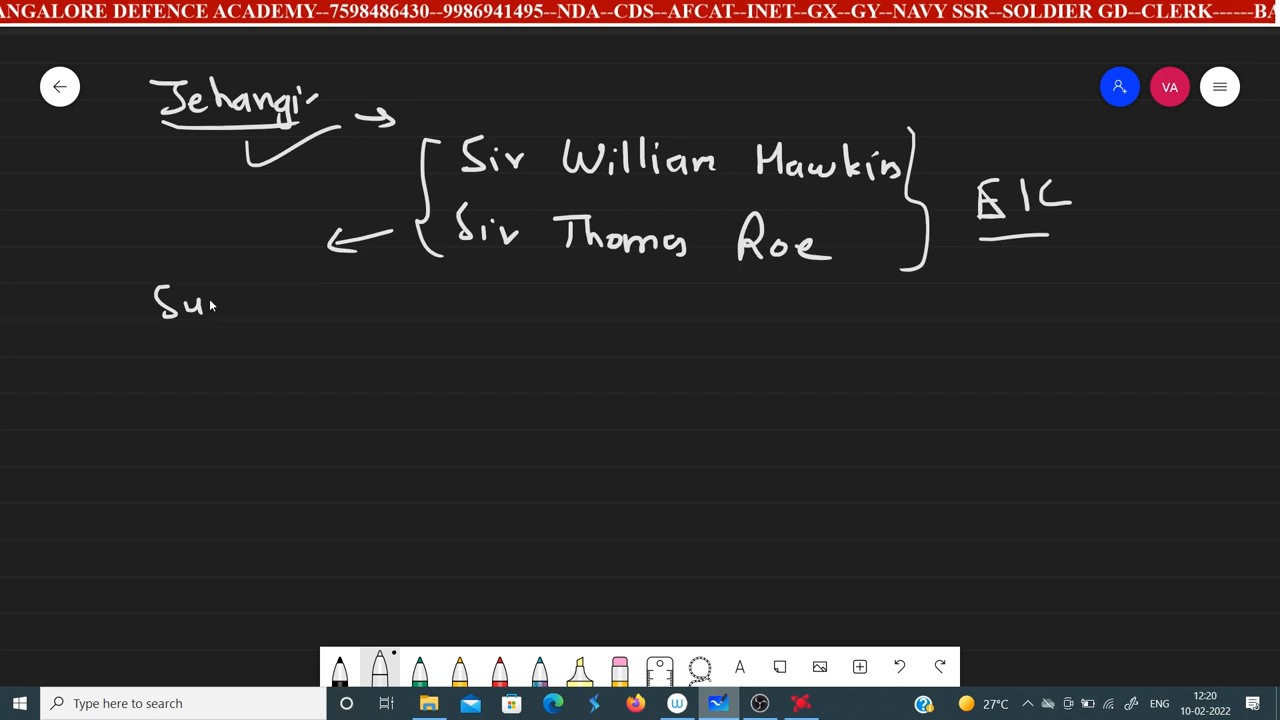 ANGALORE DEFENCE ACADEMY--7598486430--9986941495--NDA--CDS--AFCAT--INET--GX--GY--NAVY SSR--SOLDIER GD--CLERK------BA
Jehangir
VA
Sir William Hawkins
Sir Thomas Roe
EIC
Su
A
Type here to search
27°C
ENG
12:20
10-02-2022